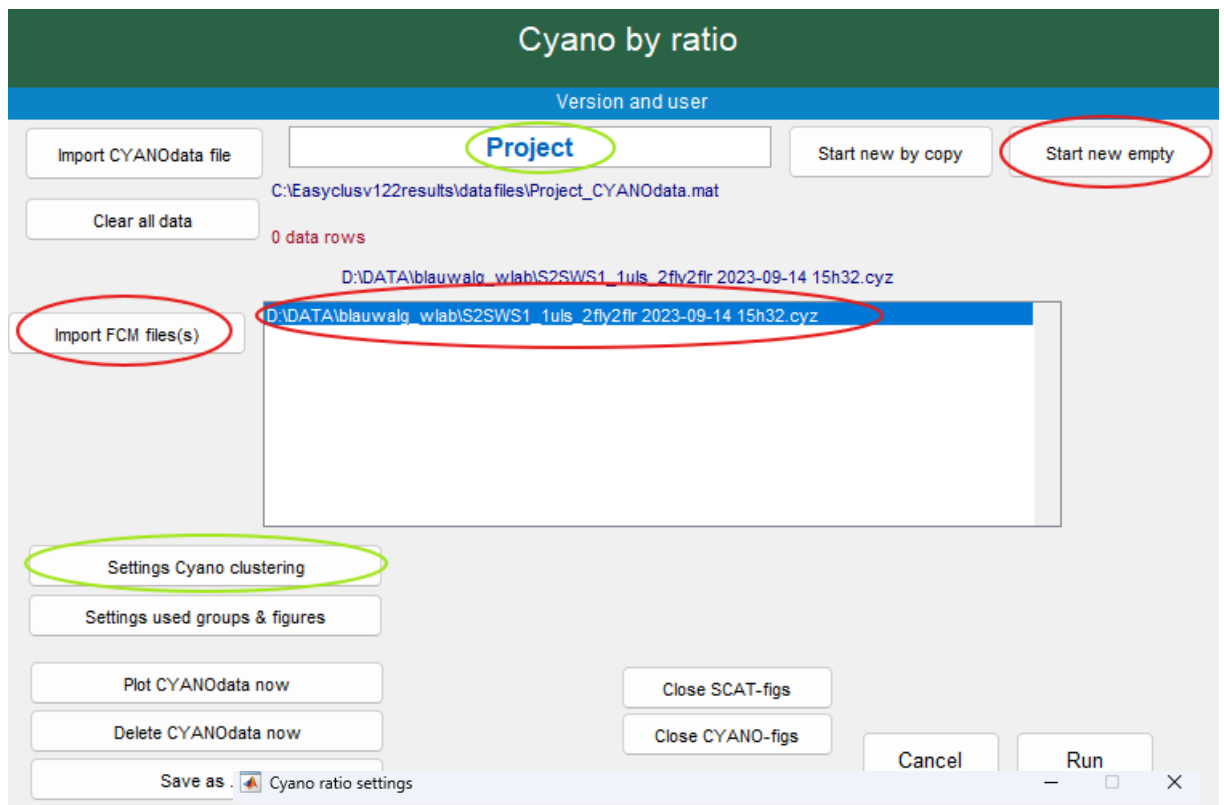 Cyano by ratio
Version and user
Import CYANOdata file
Project
Start new by copy
Start new empty
C:\Easyclusv122results\datafiles\Project_CYANOdata.mat
Clear all data
0 data rows
D:\DATA\blauwalg_wlab\S2SWS1_1uls_2fly2flr 2023-09-14 15h32.cyz
D:\DATA\blauwalg_wlab\S2SWS1_1uls_2fly2flr 2023-09-14 15h32.cyz
Import FCM files(s)
Settings Cyano clustering
Settings used groups & figures
Plot CYANOdata now
Close SCAT-figs
Delete CYANOdata now
Close CYANO-figs
Cancel
Run
Save as .
Cyano ratio settings